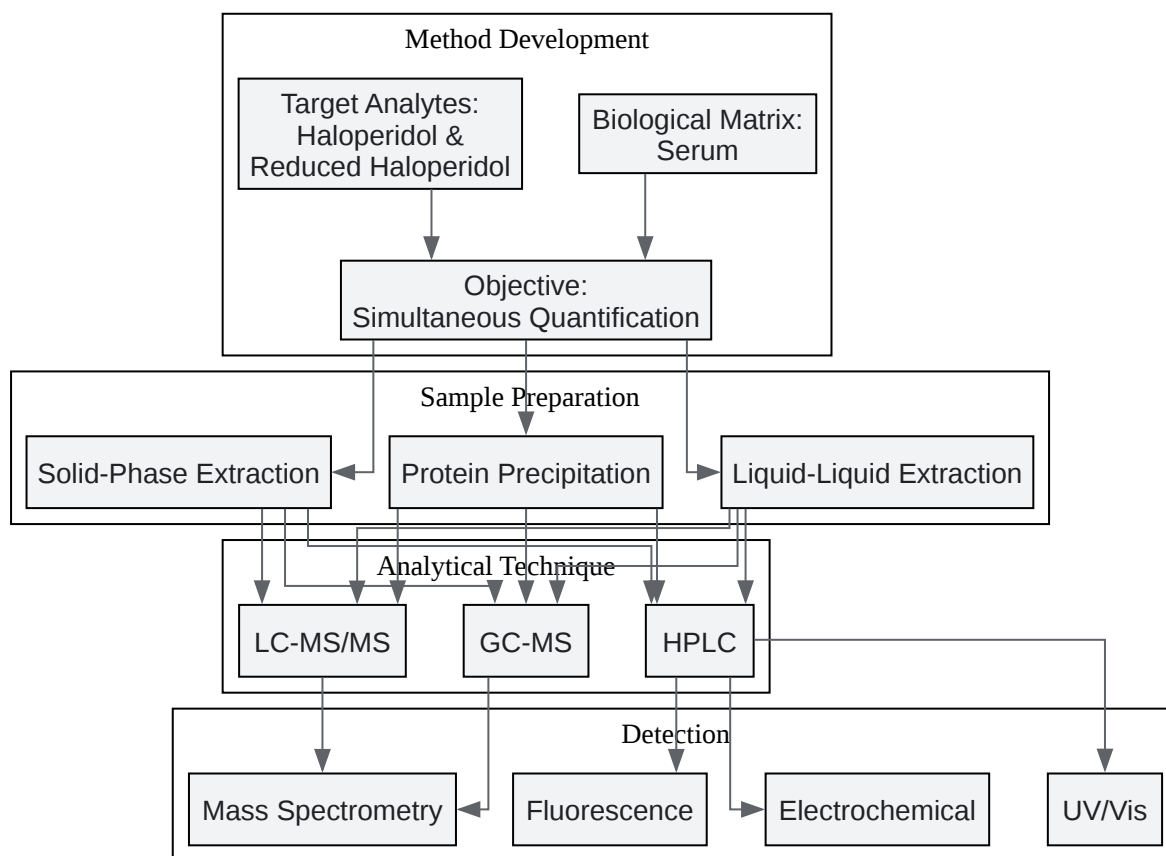 Method Development
Target Analytes:
Haloperidol &
Reduced Haloperidol
Biological Matrix:
Serum
Objective:
Simultaneous Quantification
Sample Preparation
Solid-Phase Extraction
Protein Precipitation
Liquid-Liquid Extraction
Analytical Technique
LC-MS/MS
GC-MS
HPLC
Detection
Mass Spectrometry
Fluorescence
Electrochemical
UV/Vis